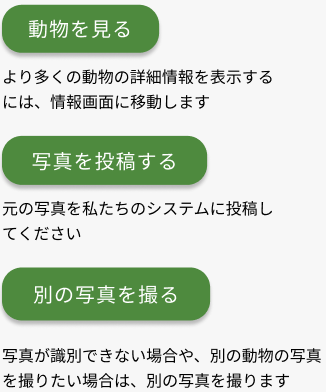 動物を見る
より多くの動物の詳細情報を表示する
には、情報画面に移動します
写真を投稿する
元の写真を私たちのシステムに投稿し
てください
別の写真を撮る
写真が識別できない場合や、別の動物の写真
を撮りたい場合は、別の写真を撮ります